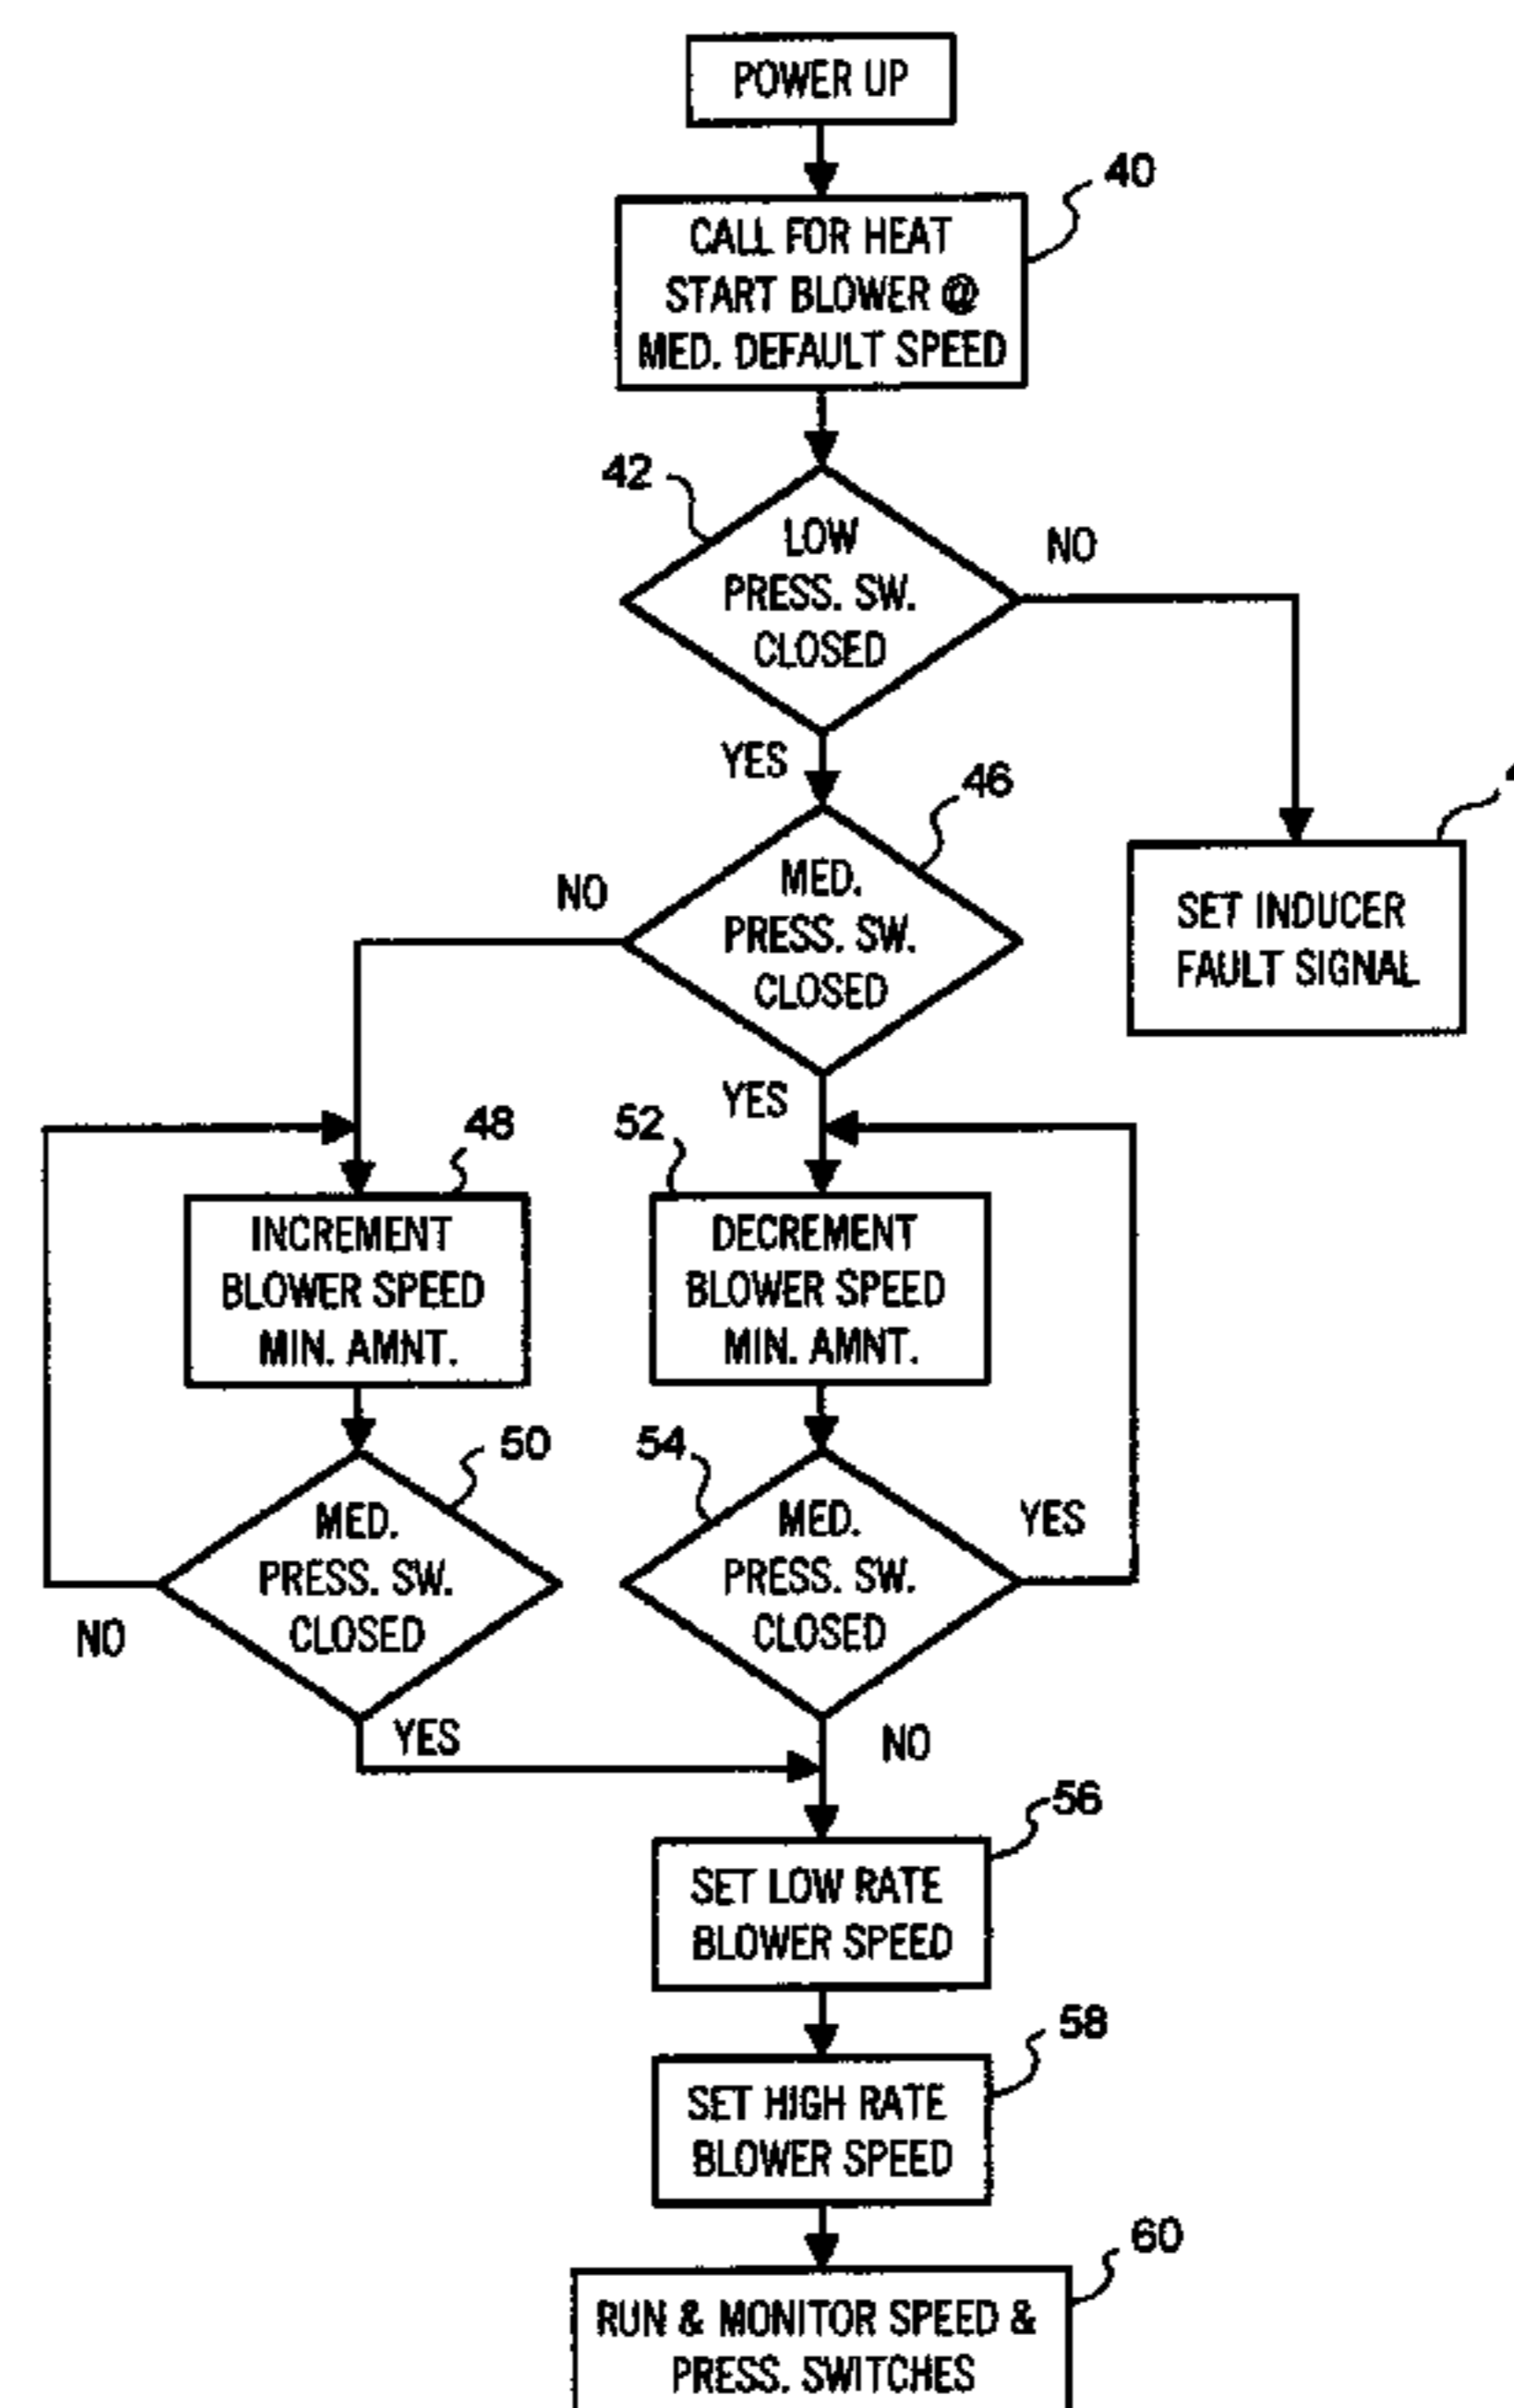 POWER UP
40
CALL FOR HEAT
START BLOWER @
MED. DEFAULT SPEED
42
LOW
PRESS. SW.
CLOSED
NO
YES
46
MED.
PRESS. SW.
CLOSED
NO
SET INDUCER
FAULT SIGNAL
YES
48
52
INCREMENT
BLOWER SPEED
MIN. AMNT.
DECREMENT
BLOWER SPEED
MIN. AMNT.
50
54
MED.
PRESS. SW.
CLOSED
NO
YES
MED.
PRESS. SW.
CLOSED
YES
NO
56
SET LOW RATE
BLOWER SPEED
58
SET HIGH RATE
BLOWER SPEED
60
RUN & MONITOR SPEED &
PRESS. SWITCHES